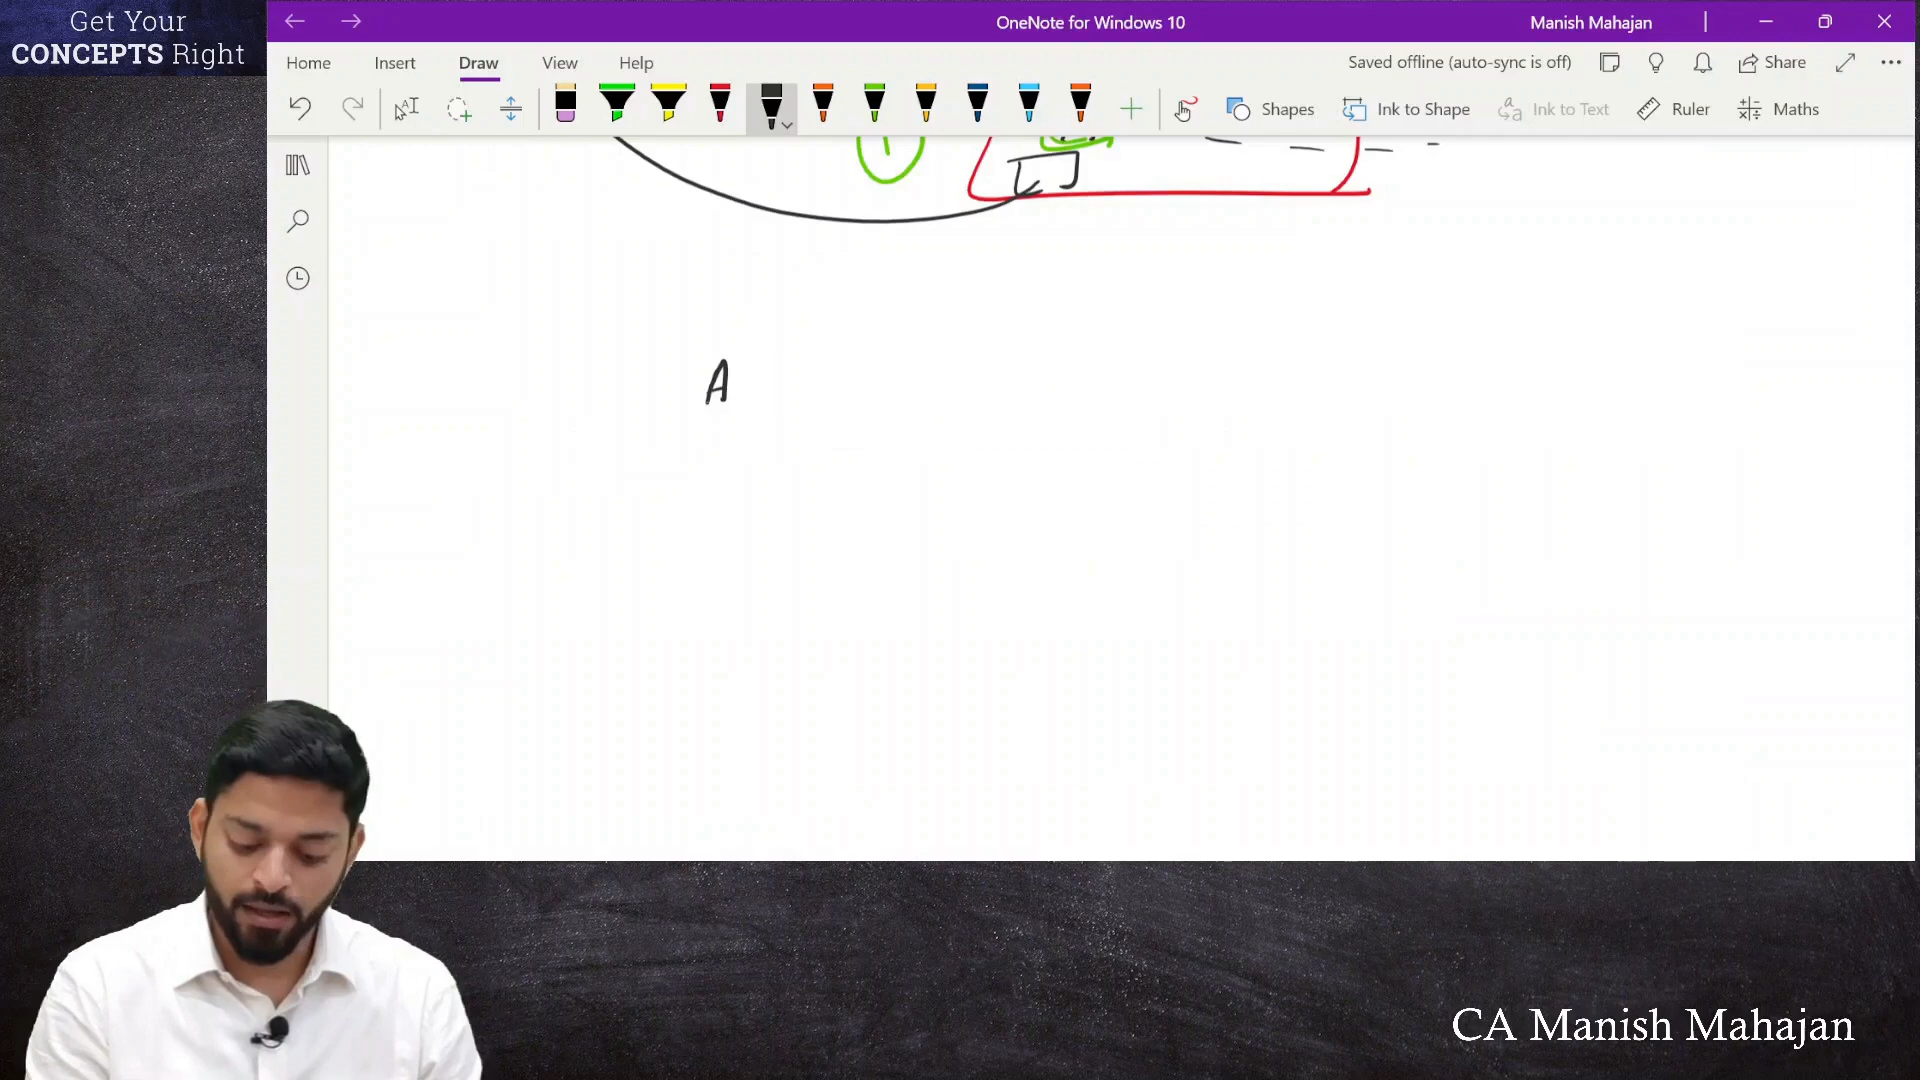 Get Your
CONCEPTS Right
OneNote for Windows 10
Manish Mahajan
Home Insert Draw View Help
Saved offline (auto-sync is off)
Share
Shapes
Ink to Shape
Ink to Text
Ruler
Maths
1
A
CA Manish Mahajan